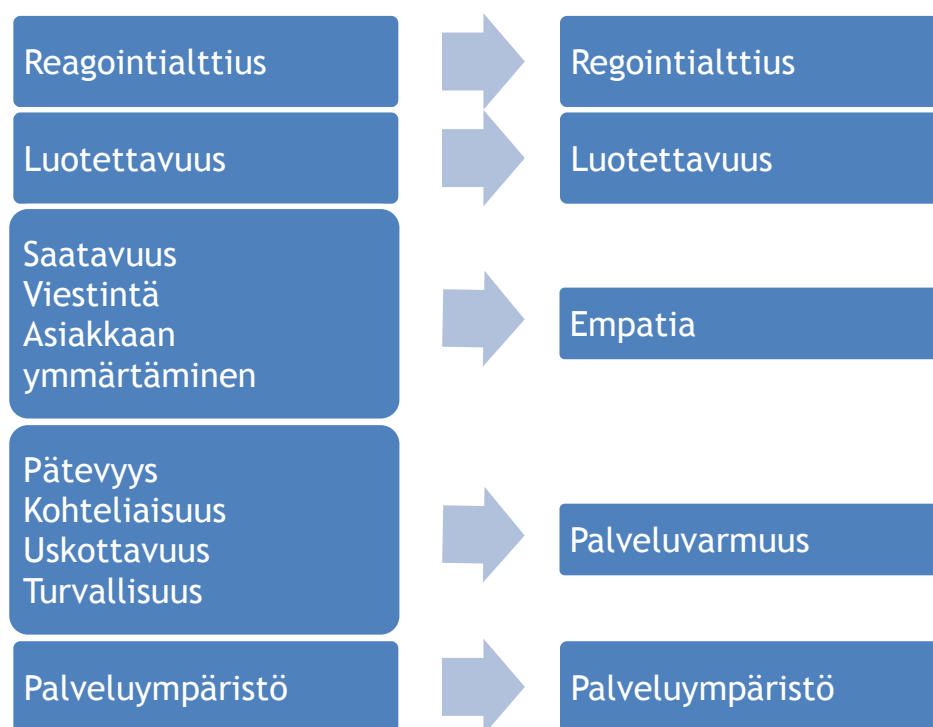 Reagointialttius
Regointialttius
Luotettavuus
Luotettavuus
Saatavuus
Viestintä
Asiakkaan
ymmärtäminen
Empatia
Pätevyys
Kohteliaisuus
Uskottavuus
Turvallisuus
Palveluvarmuus
Palveluympäristö
Palveluympäristö